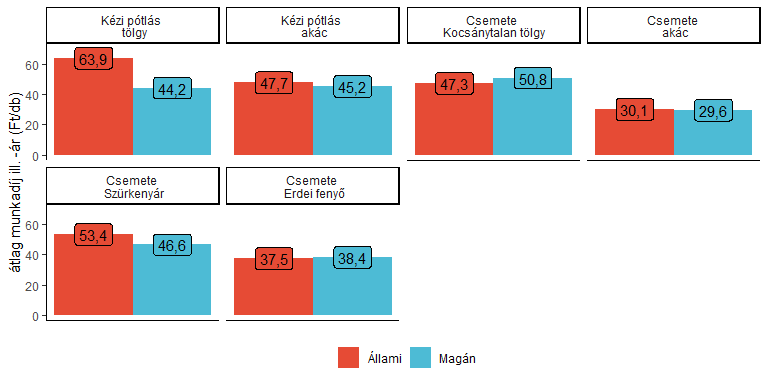 átlag munkadíj ill. -ár (Ft/db)
Kézi pótlás
tölgy
Kézi pótlás
akác
Csemete
Kocsánytalan tölgy
Csemete
akác
60
40
20
0
63,9
44,2
47,7
45,2
47,3
50,8
30,1
29,6
Csemete
Szürkenyár
Csemete
Erdei fenyő
60
40
20
0
53,4
46,6
37,5
38,4
Állami
Magán